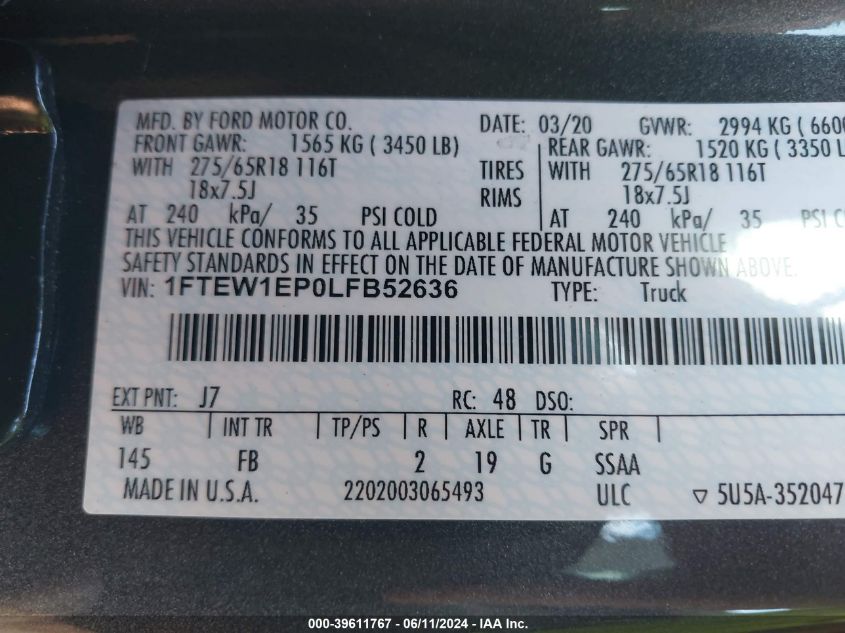 MFD. BY FORD MOTOR CO. DATE: 03/20 GVWR: 2994 KG ( 6600
FRONT GAWR: 1565 KG ( 3450 LB) REAR GAWR: 1520 KG ( 3350 L
WITH 275/65R18 116T TIRES WITH 275/65R18 116T
18x7.5J RIMS 18x7.5J
AT 240 kPa/ 35 PSI COLD AT 240 kPa/ 35 PSI C
THIS VEHICLE CONFORMS TO ALL APPLICABLE FEDERAL MOTOR VEHICLE
SAFETY STANDARDS IN EFFECT ON THE DATE OF MANUFACTURE SHOWN ABOVE.
VIN: 1FTEW1EP0LFB52636 TYPE: Truck
EXT PNT: J7 RC: 48 DSO:
WB INT TR TP/PS R AXLE TR SPR
145 FB 2 19 G SSAA
MADE IN U.S.A. 2202003065493 ULC ▽ 5U5A-352047
000-39611767 - 06/11/2024 - IAA Inc.